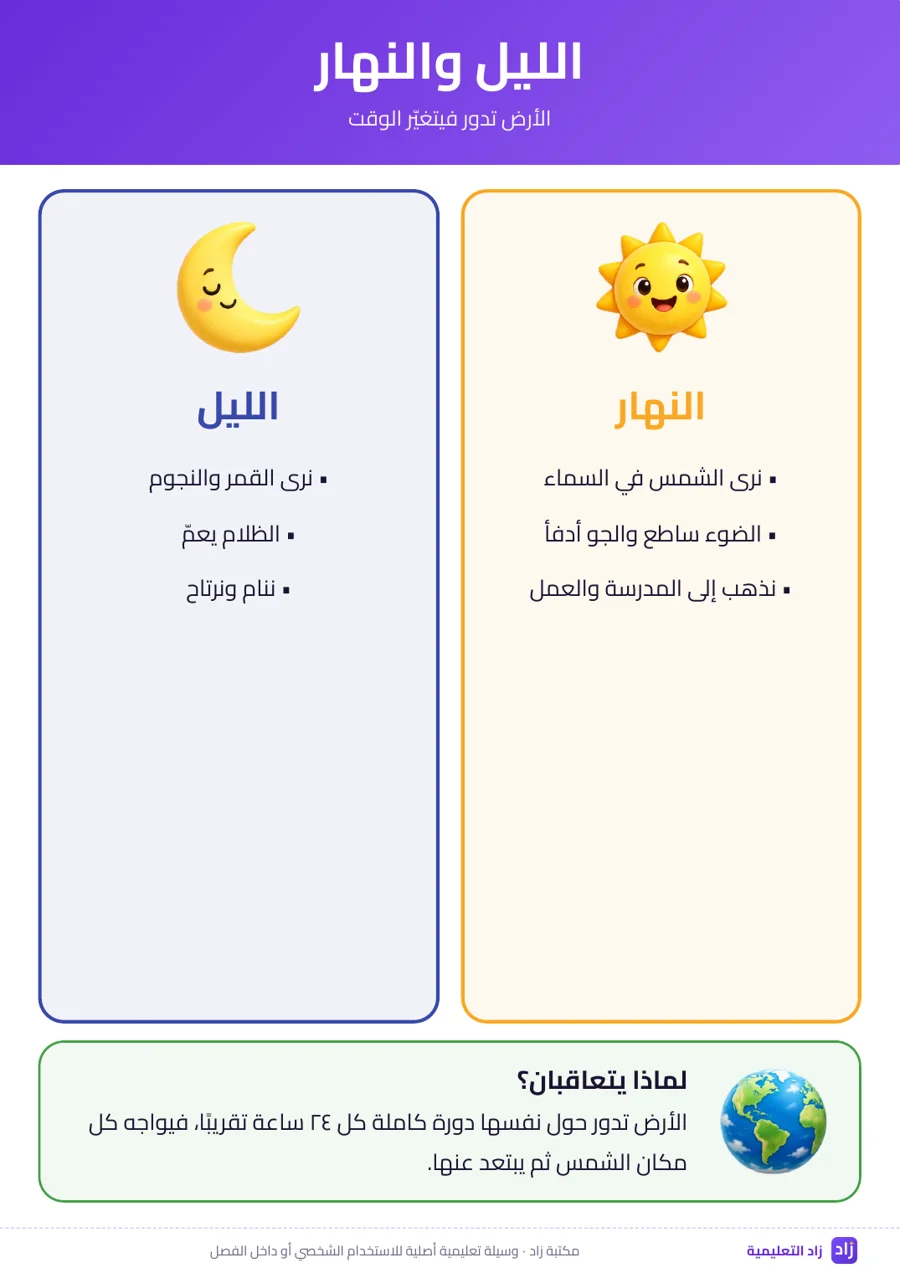 الليل والنهار
الأرض تدور فيتغيّر الوقت
النهار
▪ نرى الشمس في السماء
▪ الضوء ساطع والجو أدفأ
▪ نذهب إلى المدرسة والعمل
الليل
▪ نرى القمر والنجوم
▪ الظلام يعمّ
▪ ننام ونرتاح
لماذا يتعاقبان؟
الأرض تدور حول نفسها دورة كاملة كل ٢٤ ساعة تقريبًا، فيواجه كل
مكان الشمس ثم يبتعد عنها.
زاد
زاد التعليمية
مكتبة زاد · وسيلة تعليمية أصلية للاستخدام الشخصي أو داخل الفصل